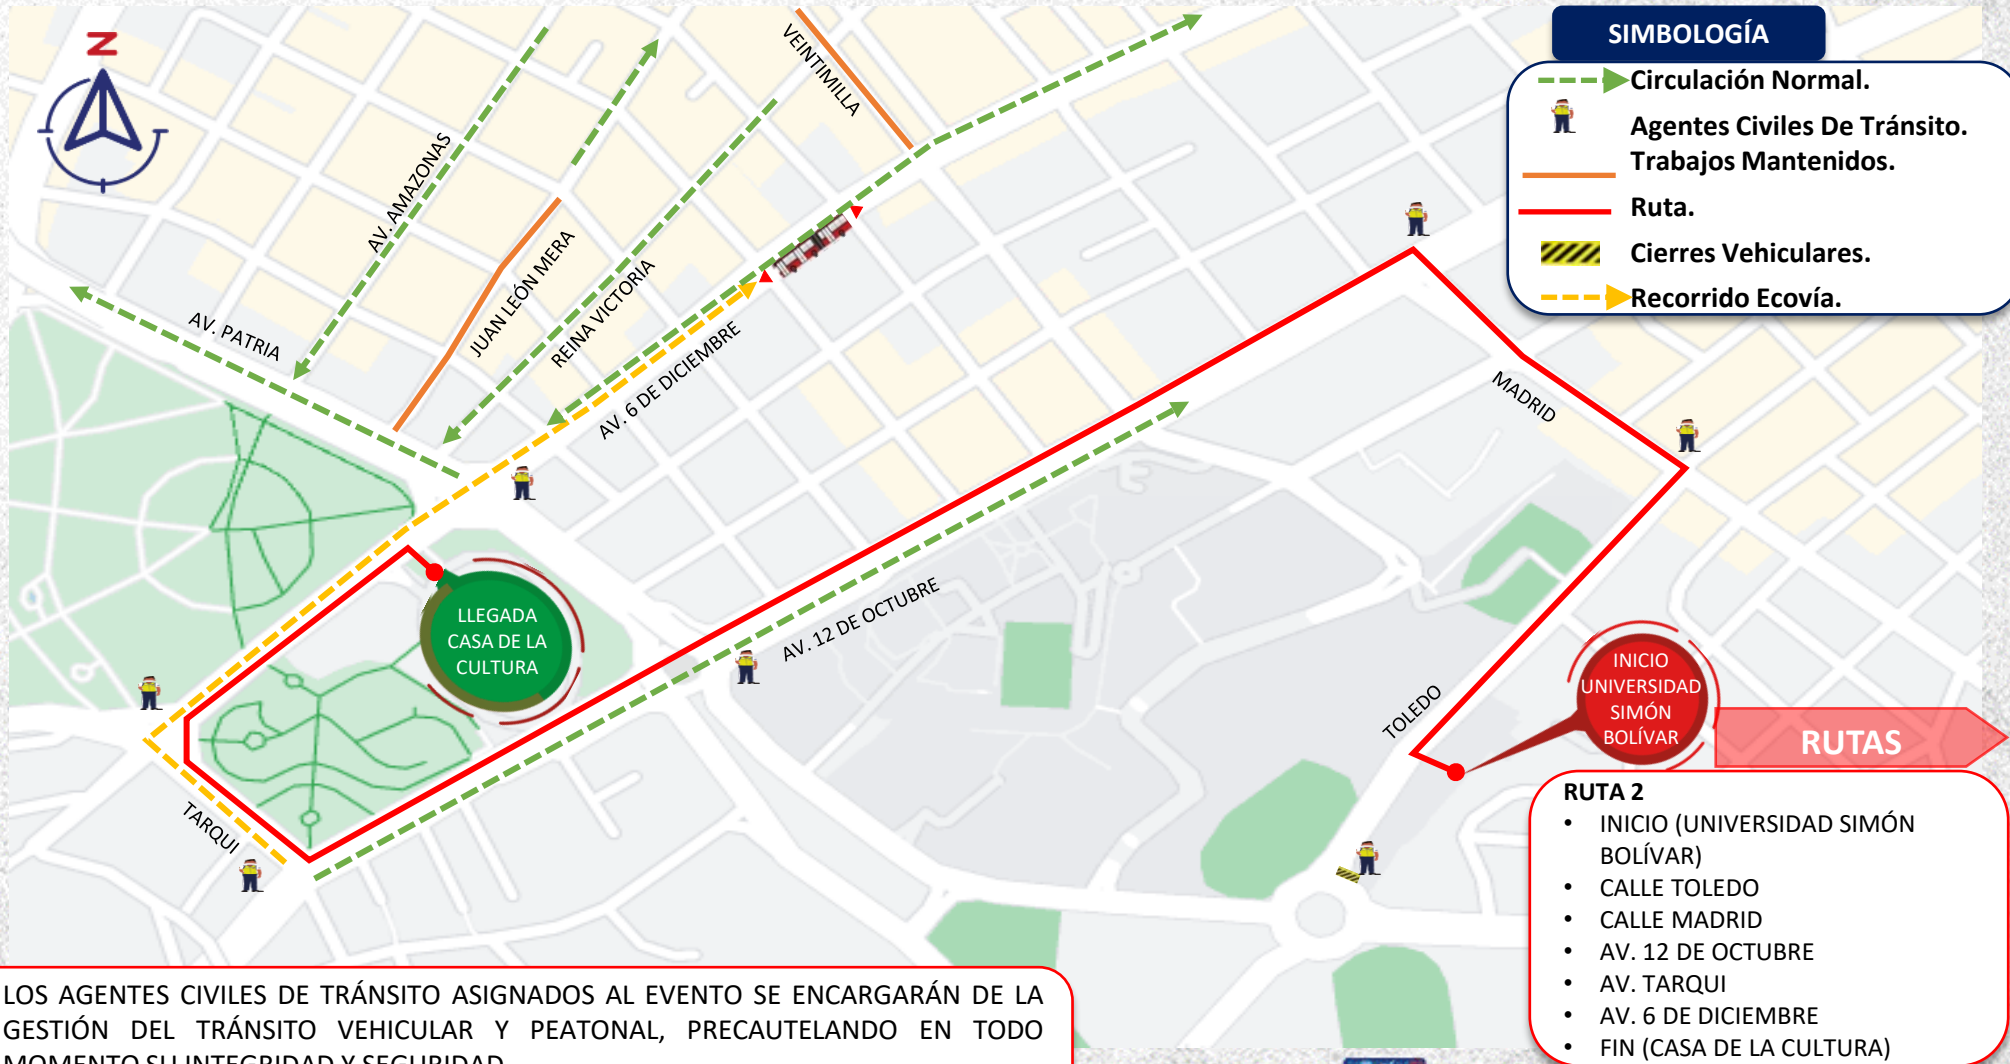 N
SIMBOLOGÍA
Circulación Normal.
Agentes Civiles De Tránsito.
Trabajos Mantenidos.
Ruta.
Cierres Vehiculares.
Recorrido Ecovía.
VEINTIMILLA
AV. AMAZONAS
JUAN LEÓN MERA
REINA VICTORIA
AV. PATRIA
AV. 6 DE DICIEMBRE
MADRID
AV. 12 DE OCTUBRE
TOLEDO
TARQUI
LLEGADA
CASA DE LA
CULTURA
INICIO
UNIVERSIDAD
SIMÓN
BOLÍVAR
RUTAS
RUTA 2
• INICIO (UNIVERSIDAD SIMÓN
BOLÍVAR)
• CALLE TOLEDO
• CALLE MADRID
• AV. 12 DE OCTUBRE
• AV. TARQUI
• AV. 6 DE DICIEMBRE
• FIN (CASA DE LA CULTURA)
LOS AGENTES CIVILES DE TRÁNSITO ASIGNADOS AL EVENTO SE ENCARGARÁN DE LA
GESTIÓN DEL TRÁNSITO VEHICULAR Y PEATONAL, PRECAUTELANDO EN TODO
MOMENTO SU INTEGRIDAD Y SEGURIDAD